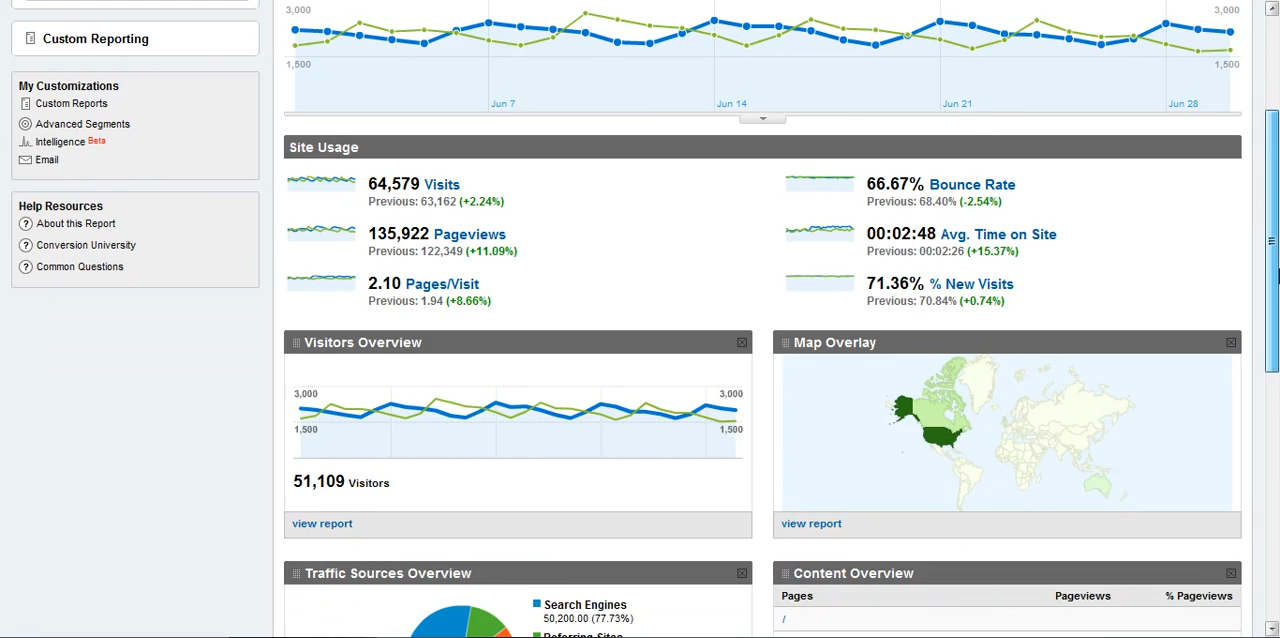 3,000
3,000
Custom Reporting
1,500
1,500
My Customizations
Custom Reports
Jun 7
Jun 14
Jun 21
Jun 28
Advanced Segments
Intelligence Beta
Email
Site Usage
64,579 Visits
Previous: 63,162 (+2.24%)
66.67% Bounce Rate
Previous: 68.40% (-2.54%)
Help Resources
About this Report
Conversion University
Common Questions
135,922 Pageviews
Previous: 122,349 (+11.09%)
00:02:48 Avg. Time on Site
Previous: 00:02:26 (+15.37%)
2.10 Pages/Visit
Previous: 1.94 (+8.66%)
71.36% % New Visits
Previous: 70.84% (+0.74%)
Visitors Overview
3,000
3,000
1,500
1,500
51,109 Visitors
view report
Map Overlay
view report
Traffic Sources Overview
Search Engines
50,200.00 (77.73%)
Referring Sites
Content Overview
Pages Pageviews % Pageviews
/